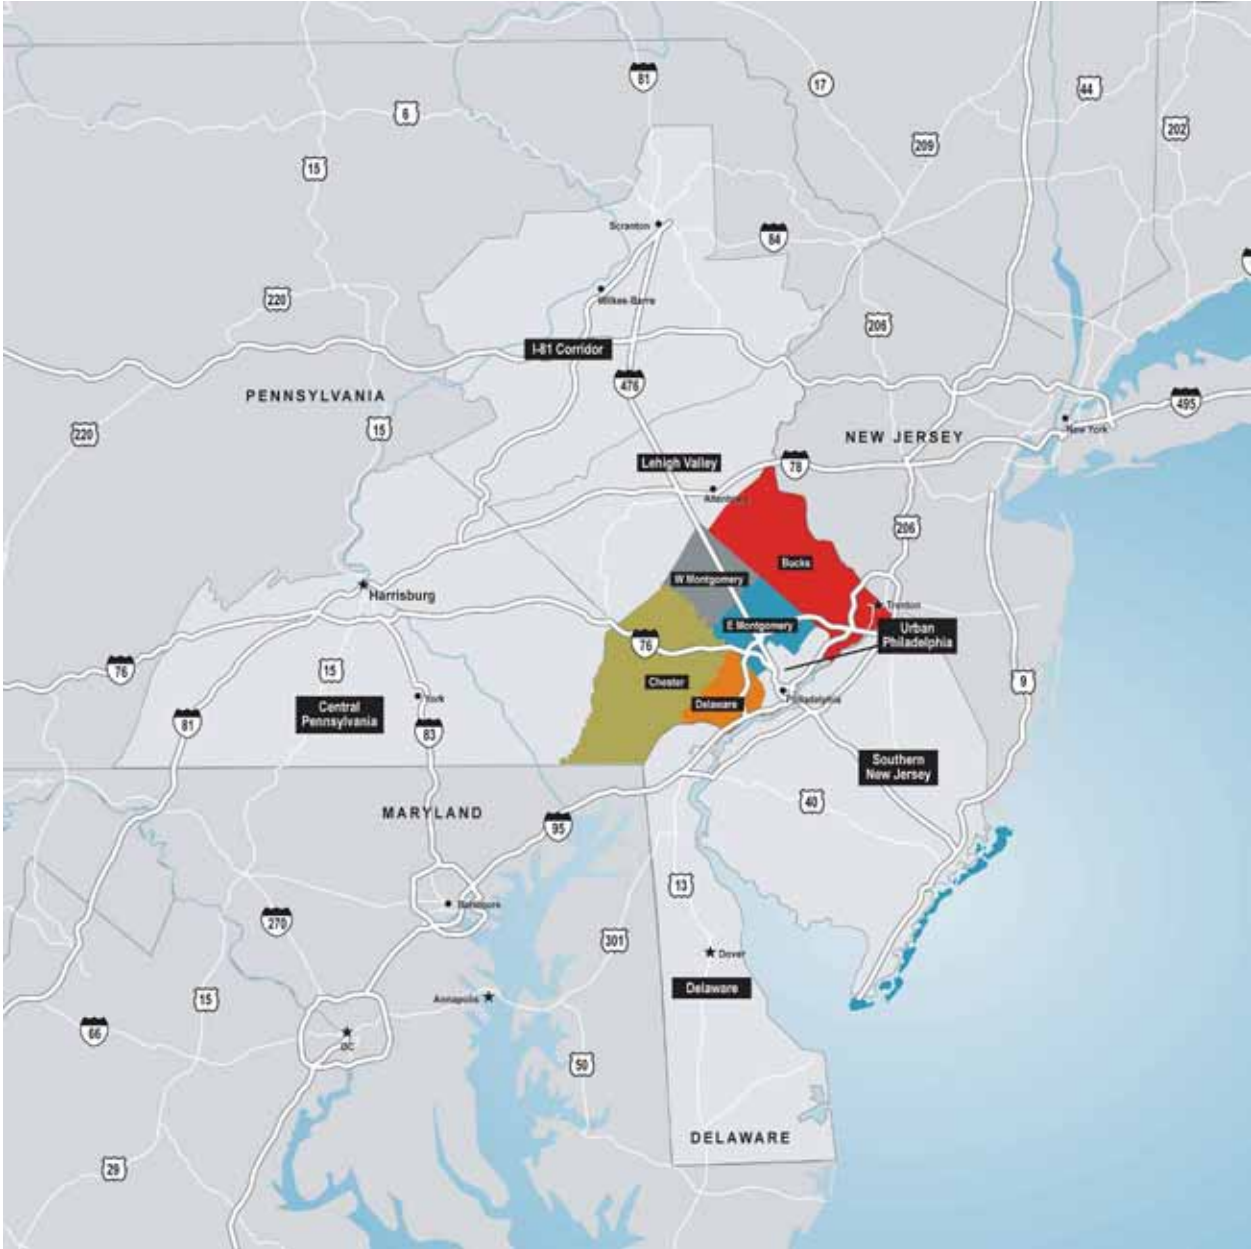 81
17
44
6
202
15
209
Scranton
84
220
Wilkes-Barre
206
I-81 Corridor
476
PENNSYLVANIA
495
220
15
New York
NEW JERSEY
Lehigh Valley
78
206
Bucks
W Montgomery
Harrisburg
Trenton
E Montgomery
Urban
Philadelphia
76
76
15
Chester
9
York
Philadelphia
Delaware
Central
Pennsylvania
81
83
Southern
New Jersey
40
MARYLAND
95
13
Baltimore
270
301
Dover
Delaware
Annapolis
15
66
DC
50
DELAWARE
29